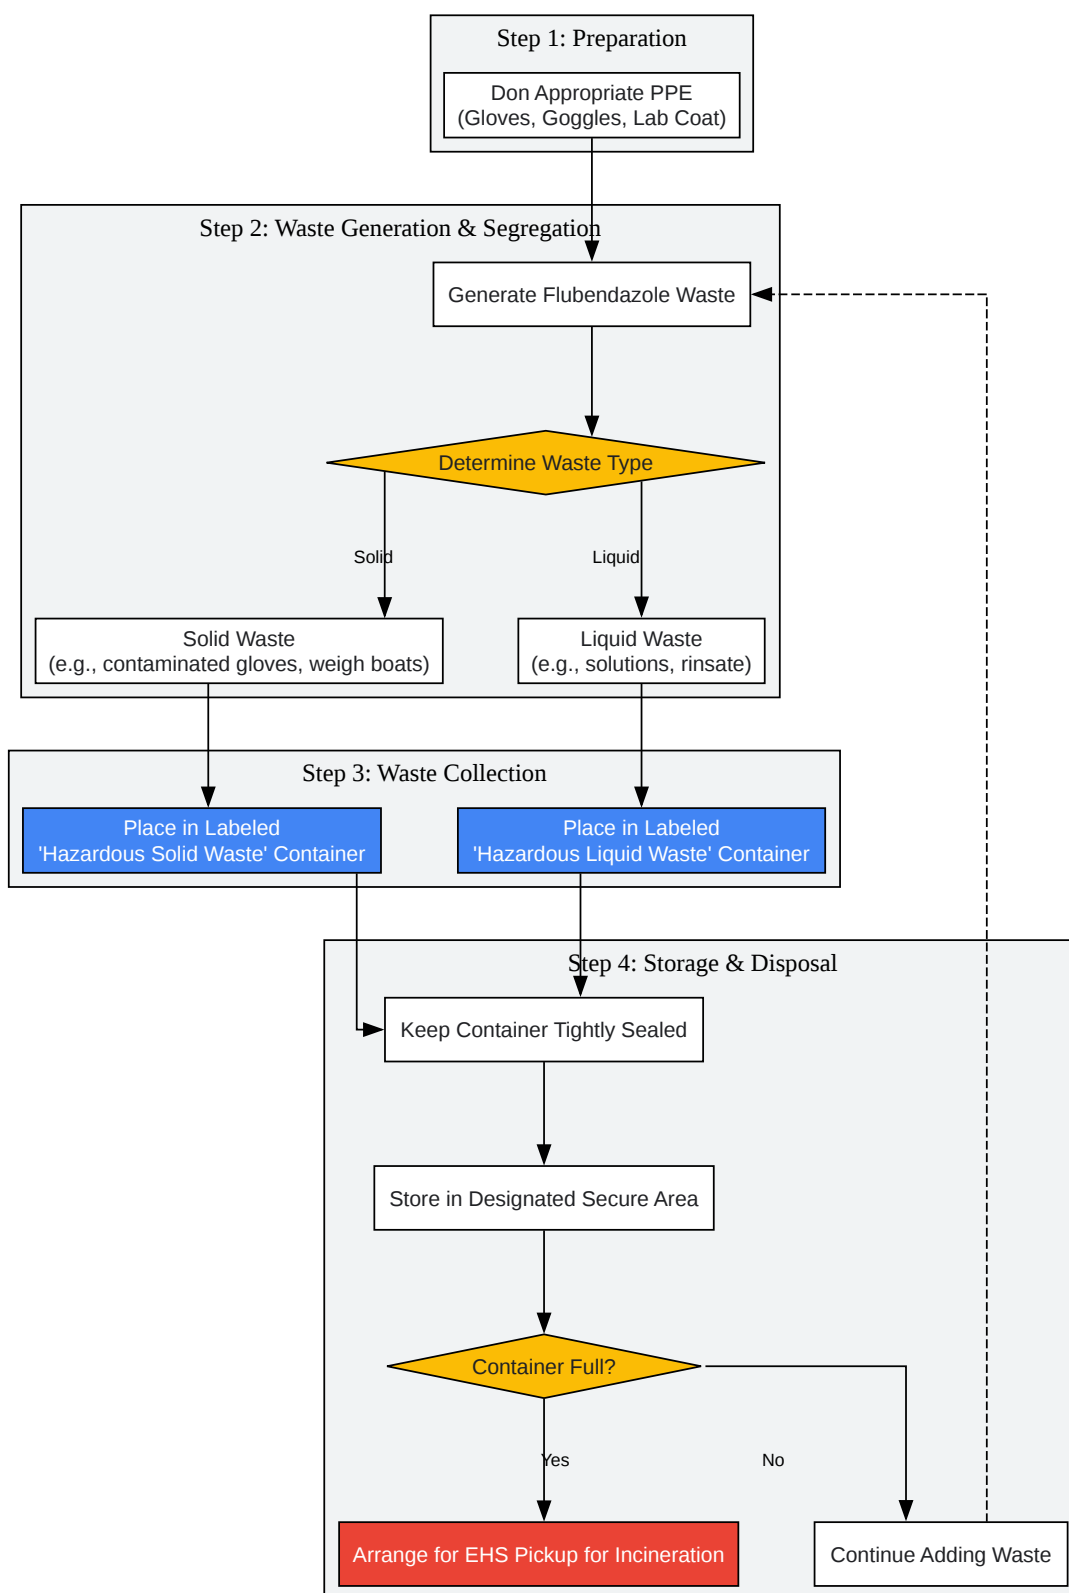 Step 1: Preparation
Don Appropriate PPE
(Gloves, Goggles, Lab Coat)
Step 2: Waste Generation & Segregation
Generate Flubendazole Waste
Determine Waste Type
Solid
Liquid
Solid Waste
(e.g., contaminated gloves, weigh boats)
Liquid Waste
(e.g., solutions, rinsate)
Step 3: Waste Collection
Place in Labeled
'Hazardous Solid Waste' Container
Place in Labeled
'Hazardous Liquid Waste' Container
Step 4: Storage & Disposal
Keep Container Tightly Sealed
Store in Designated Secure Area
Container Full?
Yes
No
Arrange for EHS Pickup for Incineration
Continue Adding Waste